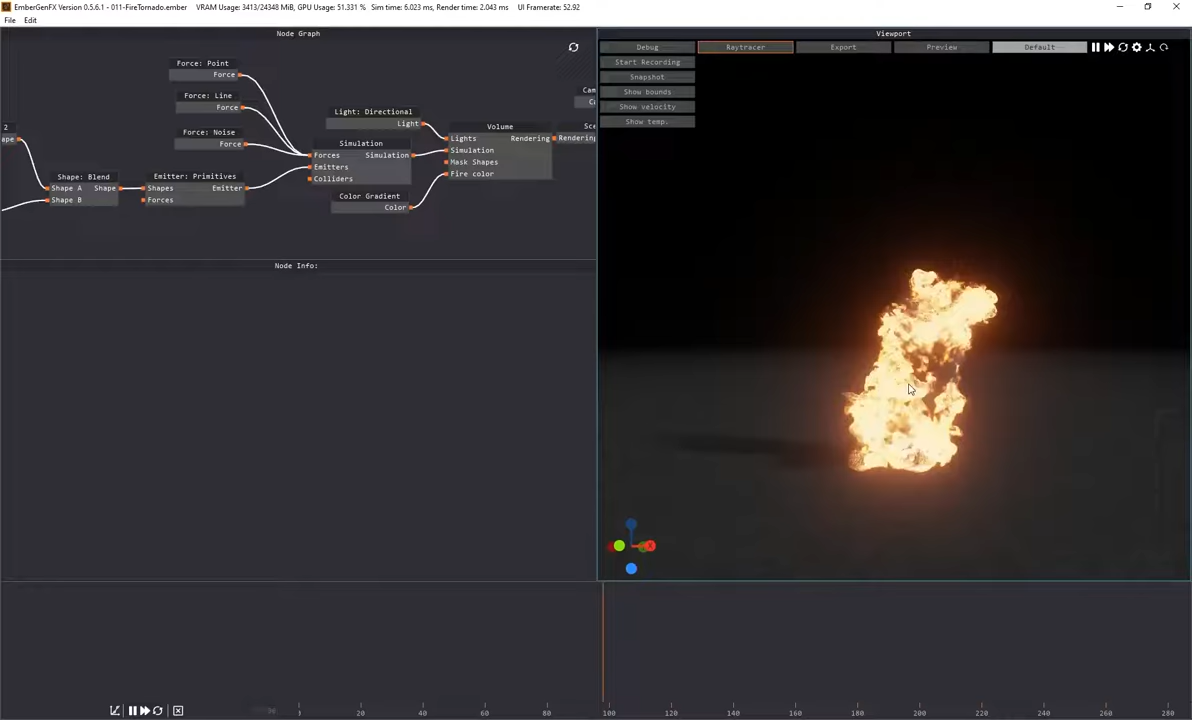 EmberGenFX Version 0.5.6.1 - 011-FireTornado.ember
VRAM Usage: 3413/24348 MiB, GPU Usage: 51.331 %
Sim time: 6.023 ms, Render time: 2.043 ms
UI Framerate: 52.92
File Edit
Node Graph
Force: Point
Force
Force: Line
Force
Force: Noise
Force
2
ape
Shape: Blend
Shape A Shape
Shape B
Emitter: Primitives
Shapes Emitter
Forces
Simulation
Forces Simulation
Emitters
Colliders
Light: Directional
Light
Color Gradient
Color
Volume
Lights Rendering
Simulation
Mask Shapes
Fire color
Cam
Co
Sce
Rendering
Node Info:
Viewport
Debug Raytracer Export Preview Default
Start Recording
Snapshot
Show bounds
Show velocity
Show temp.
X
20 40 60 80 100 120 140 160 180 200 220 240 260 280